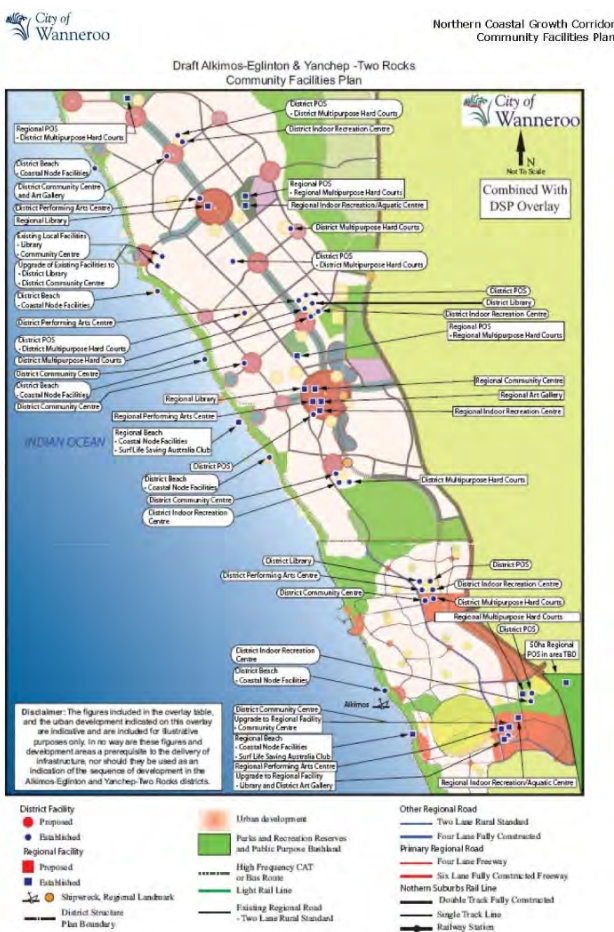 City of
Wanneroo
Northern Coastal Growth Corridor
Community Facilities Plan
Draft Alkimos-Eglinton & Yanchep -Two Rocks
Community Facilities Plan
City of
Wanneroo
N
Not To Scale
Combined With
DSP Overlay
District POS
- District Multipurpose Hard Courts
District Indoor Recreation Centre
Regional POS
- District Multipurpose Hard Courts
District Beach
- Coastal Node Facilities
District Community Centre
and Art Gallery
District Performing Arts Centre
Regional Library
Regional POS
- Regional Multipurpose Hard Courts
Regional Indoor Recreation/Aquatic Centre
District Multipurpose Hard Courts
Existing Local Facilities
- Library
- Community Centre
Upgrade of Existing Facilities to
- District Library
- District Community Centre
District POS
- District Multipurpose Hard Courts
District Beach
- Coastal Node Facilities
District POS
District Library
District Indoor Recreation Centre
District Performing Arts Centre
Regional POS
- Regional Multipurpose Hard Courts
District POS
- District Multipurpose Hard Courts
District Multipurpose Hard Courts
District Community Centre
District Beach
- Coastal Node Facilities
District Community Centre
Regional Community Centre
Regional Art Gallery
Regional Library
Regional Performing Arts Centre
Regional Indoor Recreation Centre
INDIAN OCEAN
Regional Beach
- Coastal Node Facilities
- Surf Life Saving Australia Club
District POS
District Beach
- Coastal Node Facilities
District Community Centre
District Multipurpose Hard Courts
District Indoor Recreation
Centre
District Library
District POS
District Performing Arts Centre
District Indoor Recreation Centre
District Community Centre
District Multipurpose Hard Courts
Regional Multipurpose Hard Courts
District POS
50ha Regional
POS in area TBD
District Indoor Recreation
Centre
District Beach
- Coastal Node Facilities
Alkimos
District Community Centre
Upgrade to Regional Facility
- Community Centre
Regional Beach
- Coastal Node Facilities
- Surf Life Saving Australia Club
Regional Performing Arts Centre
Upgrade to Regional Facility
- Library and District Art Gallery
Regional Indoor Recreation/Aquatic Centre
Disclaimer: The figures included in the overlay table,
and the urban development indicated on this overlay
are indicative and are included for illustrative
purposes only. In no way are these figures and
development areas a prerequisite to the delivery of
infrastructure, nor should they be used as an
indication of the sequence of development in the
Alkimos-Eglinton and Yanchep-Two Rocks districts.
District Facility
Proposed
Established
Regional Facility
Proposed
Established
Shipwreck, Regional Landmark
District Structure
Plan Boundary
Urban development
Parks and Recreation Reserves
and Public Purpose Bushland
High Frequency CAT
or Bus Route
Light Rail Line
Existing Regional Road
- Two Lane Rural Standard
Other Regional Road
Two Lane Rural Standard
Four Lane Fully Constructed
Primary Regional Road
Four Lane Freeway
Six Lane Fully Constructed Freeway
Nothern Suburbs Rail Line
Double Track Fully Constructed
Single Track Line
Railway Station